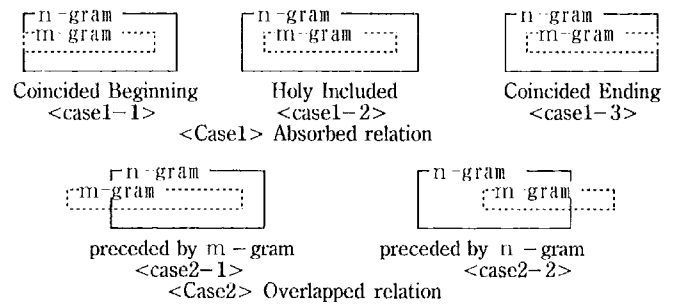 n-gram n-gram n-gram
m-gram m-gram m-gram
Coincided Beginning Holy Included Coincided Ending
<case1-1> <case1-2> <case1-3>
<Case1> Absorbed relation
n-gram n-gram
m-gram m-gram
preceded by m-gram preceded by n-gram
<case2-1> <case2-2>
<Case2> Overlapped relation